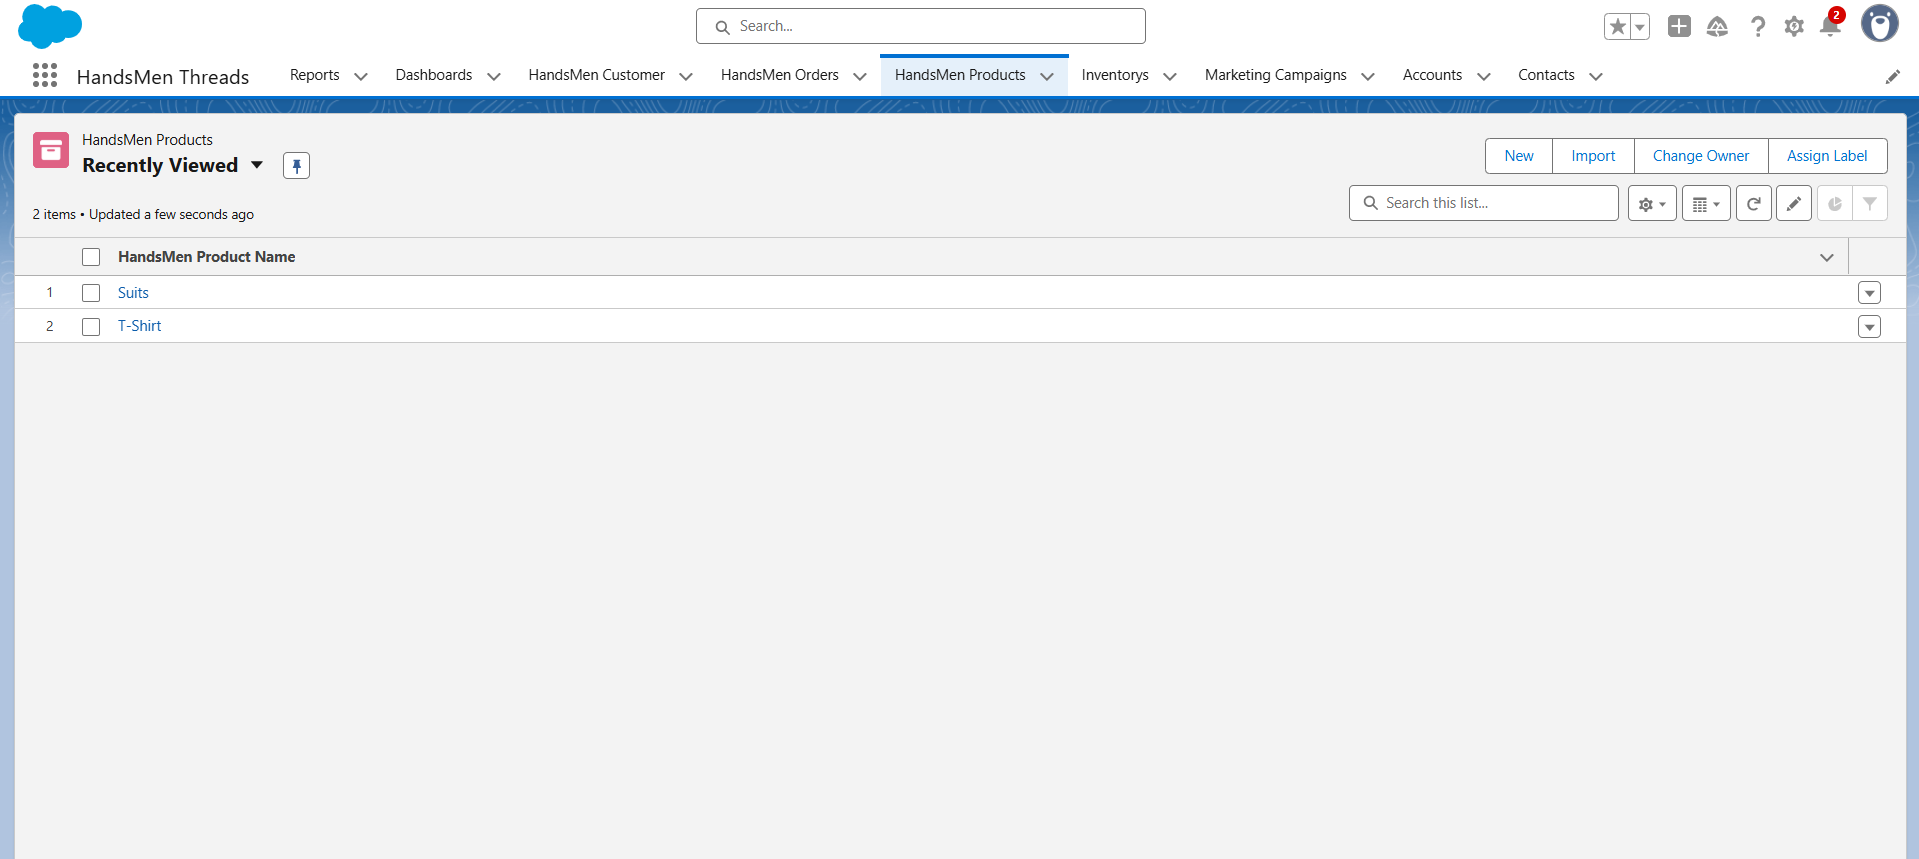 Search...
2
HandsMen Threads Reports Dashboards HandsMen Customer HandsMen Orders HandsMen Products Inventorys Marketing Campaigns Accounts Contacts
HandsMen Products
Recently Viewed
New Import Change Owner Assign Label
2 items • Updated a few seconds ago
Search this list...
HandsMen Product Name
1 Suits
2 T-Shirt